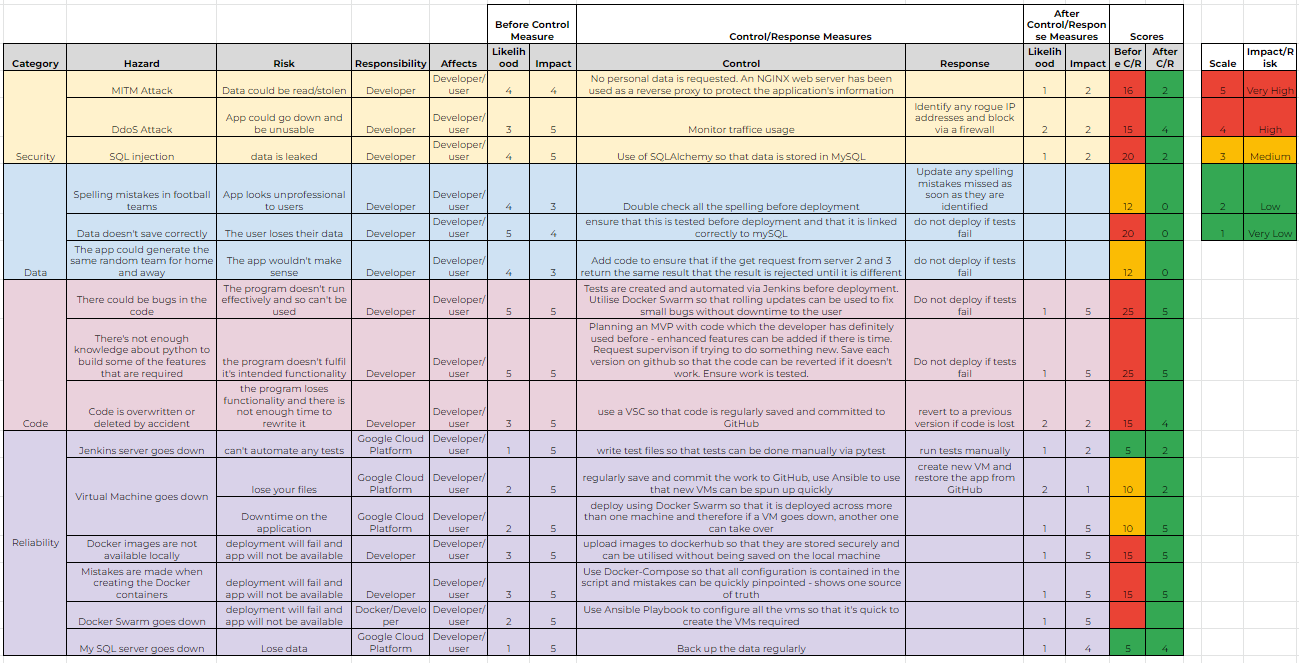 Before Control Measure Control/Response Measures After Control/Respon se Measures Scores
Category Hazard Risk Responsibility Affects Likelih ood Impact Control Response Likelih ood Impact Befor e C/R After C/R Scale Impact/R isk
Security MITM Attack Data could be read/stolen Developer Developer/ user 4 4 No personal data is requested. An NGINX web server has been used as a reverse proxy to protect the application's information 1 2 16 2 5 Very High
DdoS Attack App could go down and be unusable Developer Developer/ user 3 5 Monitor traffice usage Identify any rogue IP addresses and block via a firewall 2 2 15 4 4 High
SQL injection data is leaked Developer Developer/ user 4 5 Use of SQLAlchemy so that data is stored in MySQL 1 2 20 2 3 Medium
Data Spelling mistakes in football teams App looks unprofessional to users Developer Developer/ user 4 3 Double check all the spelling before deployment Update any spelling mistakes missed as soon as they are identified 12 0 2 Low
Data doesn't save correctly The user loses their data Developer Developer/ user 5 4 ensure that this is tested before deployment and that it is linked correctly to mySQL do not deploy if tests fail 20 0 1 Very Low
The app could generate the same random team for home and away The app wouldn't make sense Developer Developer/ user 4 3 Add code to ensure that if the get request from server 2 and 3 return the same result that the result is rejected until it is different do not deploy if tests fail 12 0
Code There could be bugs in the code The program doesn't run effectively and so can't be used Developer Developer/ user 5 5 Tests are created and automated via Jenkins before deployment. Utilise Docker Swarm so that rolling updates can be used to fix small bugs without downtime to the user Do not deploy if tests fail 1 5 25 5
There's not enough knowledge about python to build some of the features that are required the program doesn't fulfil it's intended functionality Developer Developer/ user 5 5 Planning an MVP with code which the developer has definitely used before - enhanced features can be added if there is time. Request supervision if trying to do something new. Save each version on github so that the code can be reverted if it doesn't work. Ensure work is tested. Do not deploy if tests fail 1 5 25 5
Code is overwritten or deleted by accident the program loses functionality and there is not enough time to rewrite it Developer Developer/ user 3 5 use a VSC so that code is regularly saved and committed to GitHub revert to a previous version if code is lost 2 2 15 4
Reliability Jenkins server goes down can't automate any tests Google Cloud Platform Developer/ user 1 5 write test files so that tests can be done manually via pytest run tests manually 1 2 5 2
Virtual Machine goes down lose your files Google Cloud Platform Developer/ user 2 5 regularly save and commit the work to GitHub, use Ansible to use that new VMs can be spun up quickly create new VM and restore the app from GitHub 2 1 10 2
Downtime on the application Google Cloud Platform Developer/ user 2 5 deploy using Docker Swarm so that it is deployed across more than one machine and therefore if a VM goes down, another one can take over 1 5 10 5
Docker images are not available locally deployment will fail and app will not be available Developer Developer/ user 3 5 upload images to dockerhub so that they are stored securely and can be utilised without being saved on the local machine 1 5 15 5
Mistakes are made when creating the Docker containers deployment will fail and app will not be available Developer Developer/ user 3 5 Use Docker-Compose so that all configuration is contained in the script and mistakes can be quickly pinpointed - shows one source of truth 1 5 15 5
Docker Swarm goes down deployment will fail and app will not be available Docker/Develo per Developer/ user 2 5 Use Ansible Playbook to configure all the vms so that it's quick to create the VMs required 1 5
My SQL server goes down Lose data Google Cloud Platform Developer/ user 1 5 Back up the data regularly 1 4 5 4